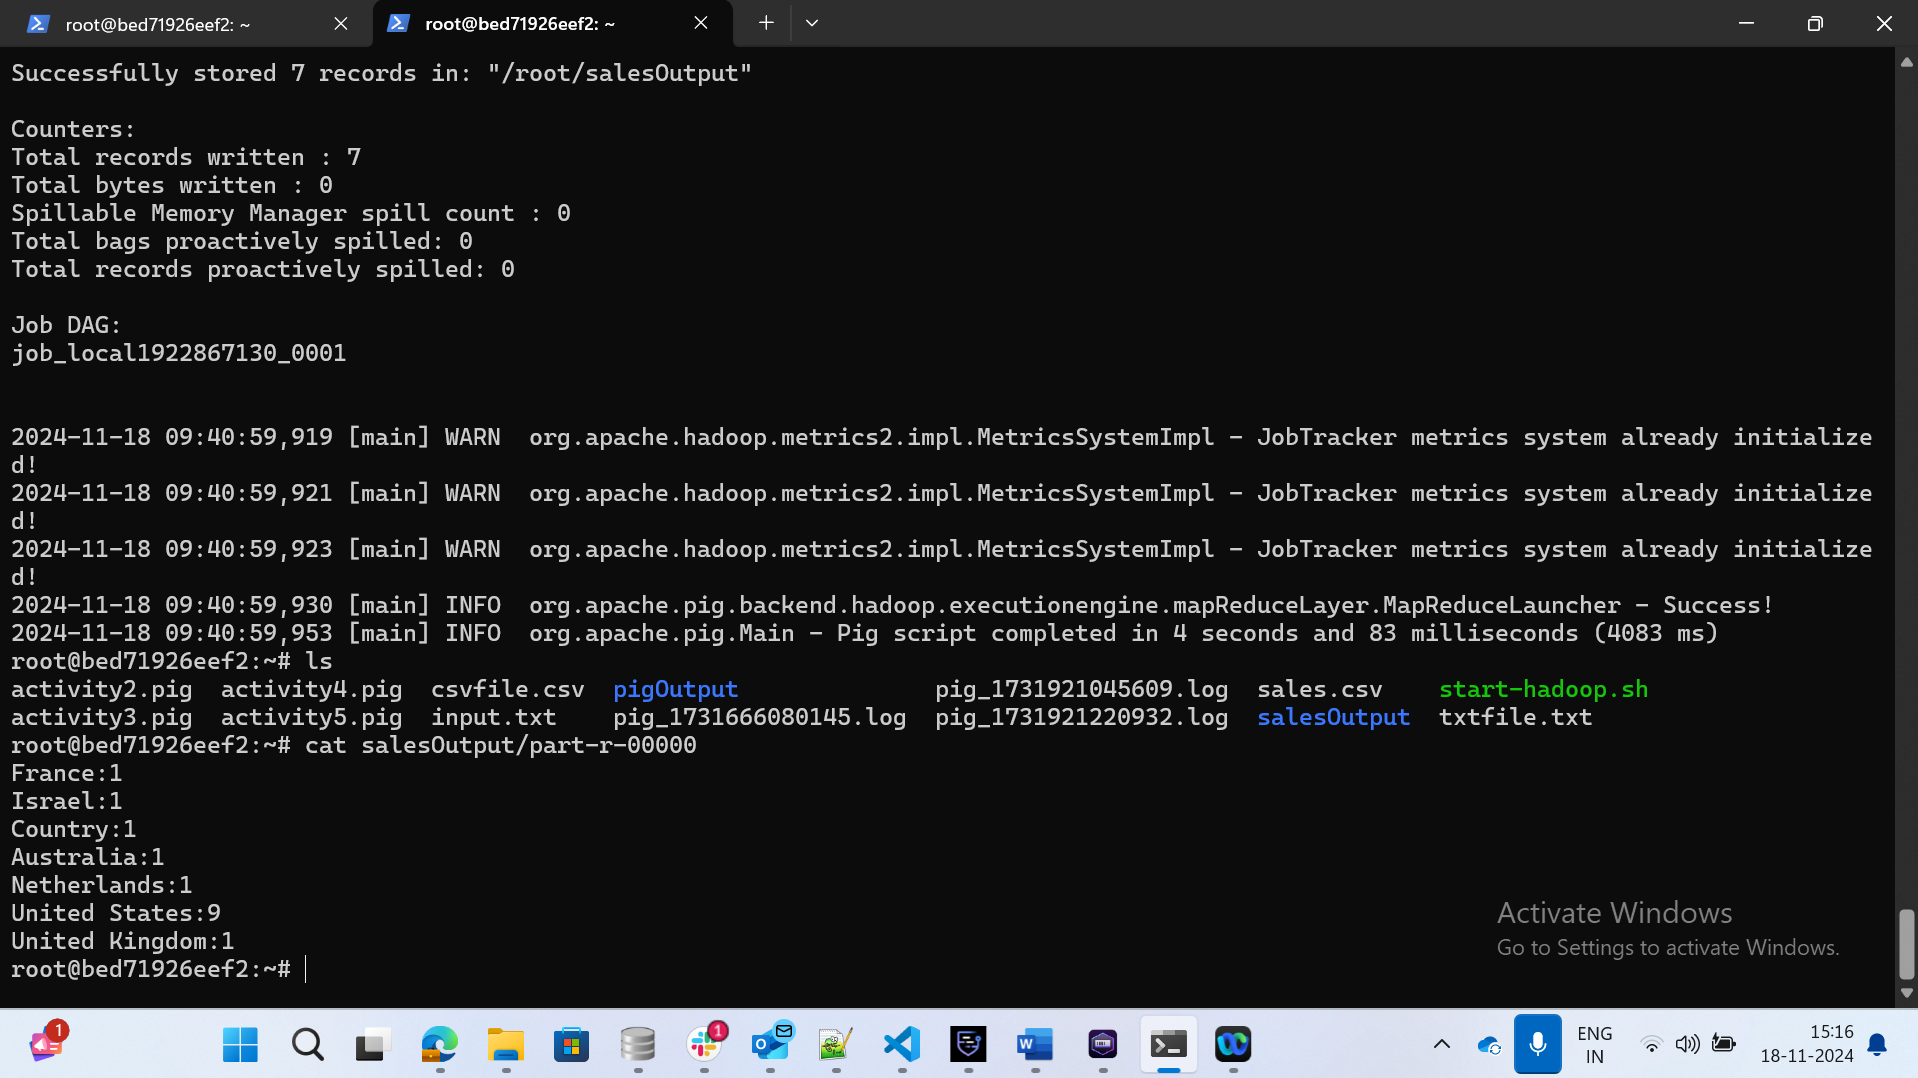 root@bed71926eef2: ~
root@bed71926eef2: ~
Successfully stored 7 records in: "/root/salesOutput"
Counters:
Total records written : 7
Total bytes written : 0
Spillable Memory Manager spill count : 0
Total bags proactively spilled: 0
Total records proactively spilled: 0
Job DAG:
job_local1922867130_0001
2024-11-18 09:40:59,919 [main] WARN  org.apache.hadoop.metrics2.impl.MetricsSystemImpl - JobTracker metrics system already initialize
d!
2024-11-18 09:40:59,921 [main] WARN  org.apache.hadoop.metrics2.impl.MetricsSystemImpl - JobTracker metrics system already initialize
d!
2024-11-18 09:40:59,923 [main] WARN  org.apache.hadoop.metrics2.impl.MetricsSystemImpl - JobTracker metrics system already initialize
d!
2024-11-18 09:40:59,930 [main] INFO  org.apache.pig.backend.hadoop.executionengine.mapReduceLayer.MapReduceLauncher - Success!
2024-11-18 09:40:59,953 [main] INFO  org.apache.pig.Main - Pig script completed in 4 seconds and 83 milliseconds (4083 ms)
root@bed71926eef2:~# ls
activity2.pig  activity4.pig  csvfile.csv  pigOutput              pig_1731921045609.log  sales.csv    start-hadoop.sh
activity3.pig  activity5.pig  input.txt    pig_1731666080145.log  pig_1731921220932.log  salesOutput  txtfile.txt
root@bed71926eef2:~# cat salesOutput/part-r-00000
France:1
Israel:1
Country:1
Australia:1
Netherlands:1
United States:9
United Kingdom:1
root@bed71926eef2:~#
Activate Windows
Go to Settings to activate Windows.
1
1
ENG
IN
15:16
18-11-2024